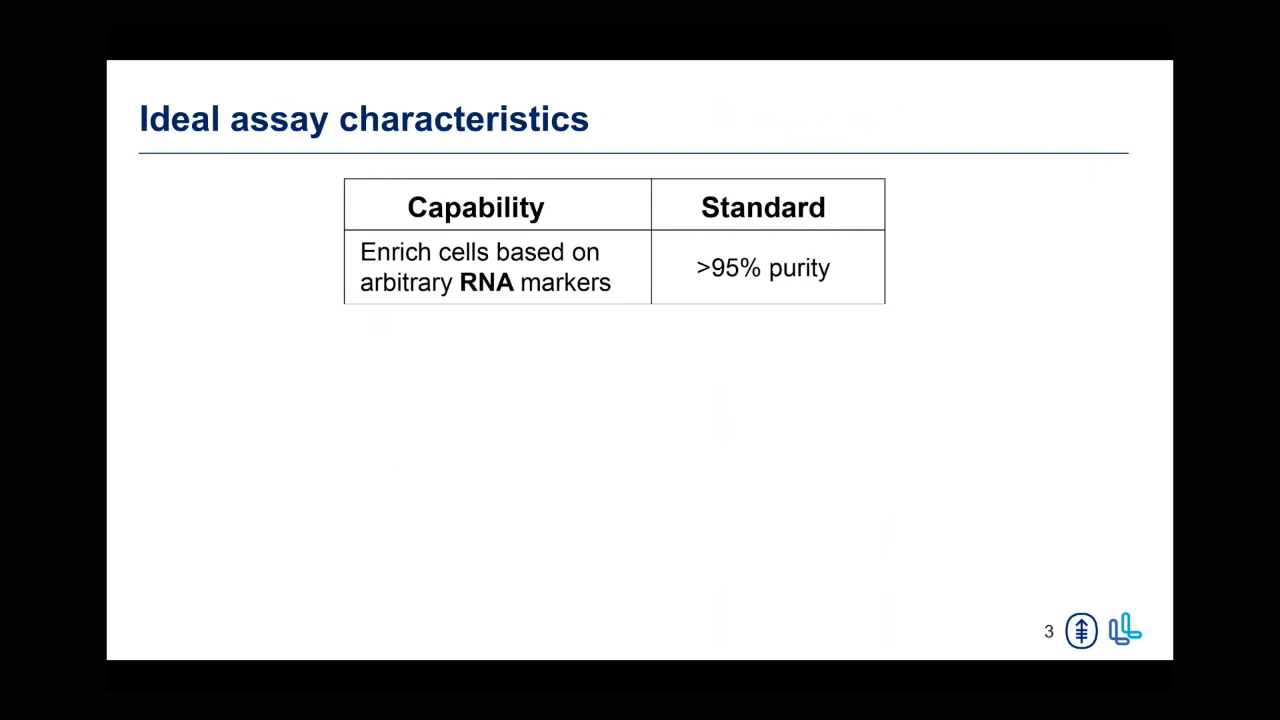 Ideal assay characteristics
Capability
Standard
Enrich cells based on
arbitrary RNA markers
>95% purity
3